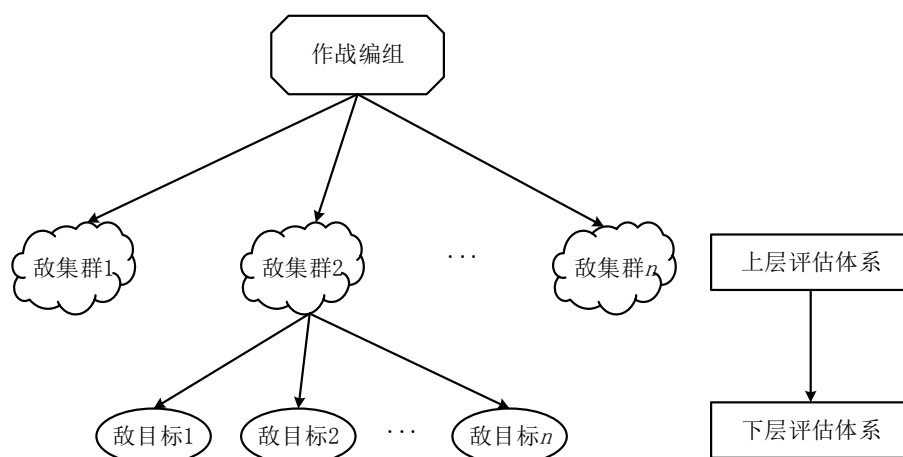 作战编组
敌集群1
敌集群2
···
敌集群n
上层评估体系
敌目标1
敌目标2
···
敌目标n
下层评估体系